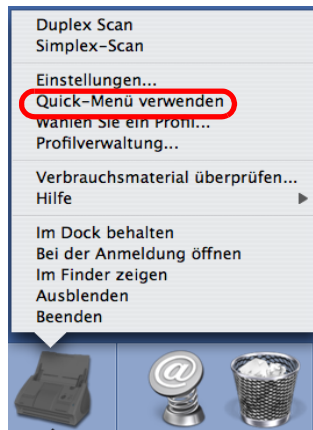 Duplex Scan
Simplex-Scan
Einstellungen...
Quick-Menü verwenden
Wählen Sie ein Profil...
Profilverwaltung...
Verbrauchsmaterial überprüfen...
Hilfe
Im Dock behalten
Bei der Anmeldung öffnen
Im Finder zeigen
Ausblenden
Beenden
@